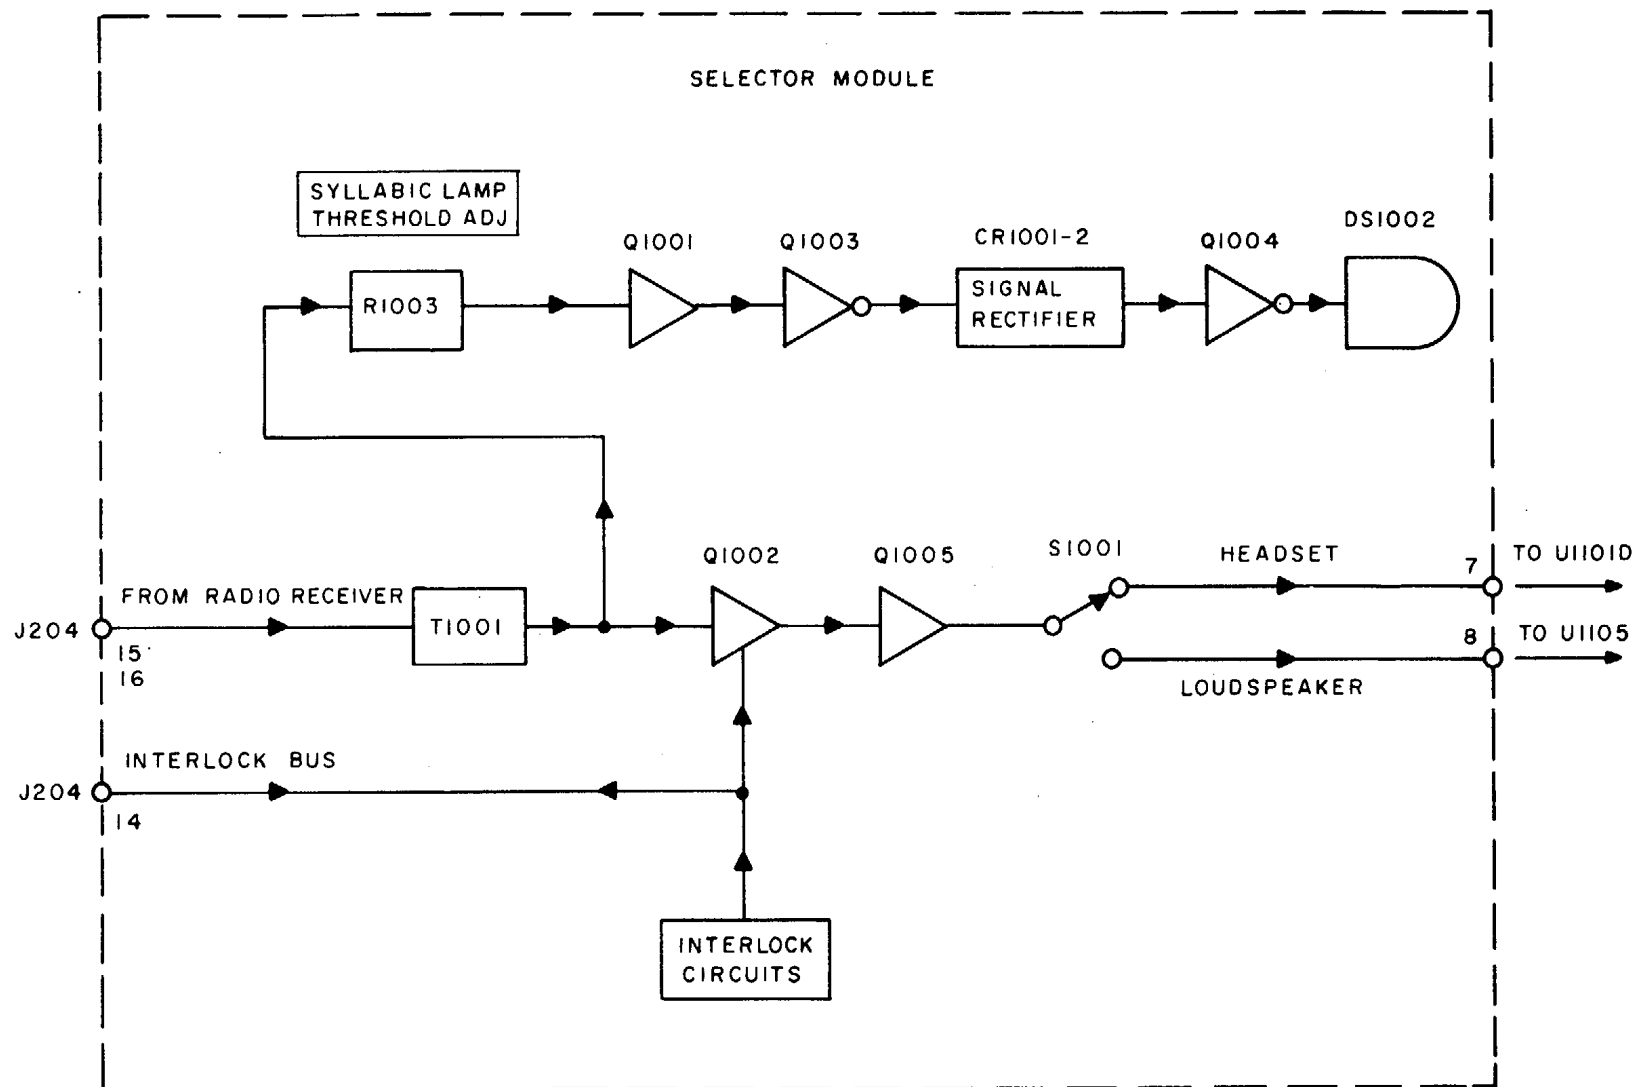 SELECTOR MODULE
SYLLABIC LAMP
THRESHOLD ADJ
Q1001
Q1003
CR1001-2
Q1004
DS1002
R1003
SIGNAL
RECTIFIER
Q1002
Q1005
S1001
HEADSET
7
TO U1101D
FROM RADIO RECEIVER
J204
T1001
15
16
8
TO U1105
LOUDSPEAKER
INTERLOCK BUS
J204
14
INTERLOCK
CIRCUITS